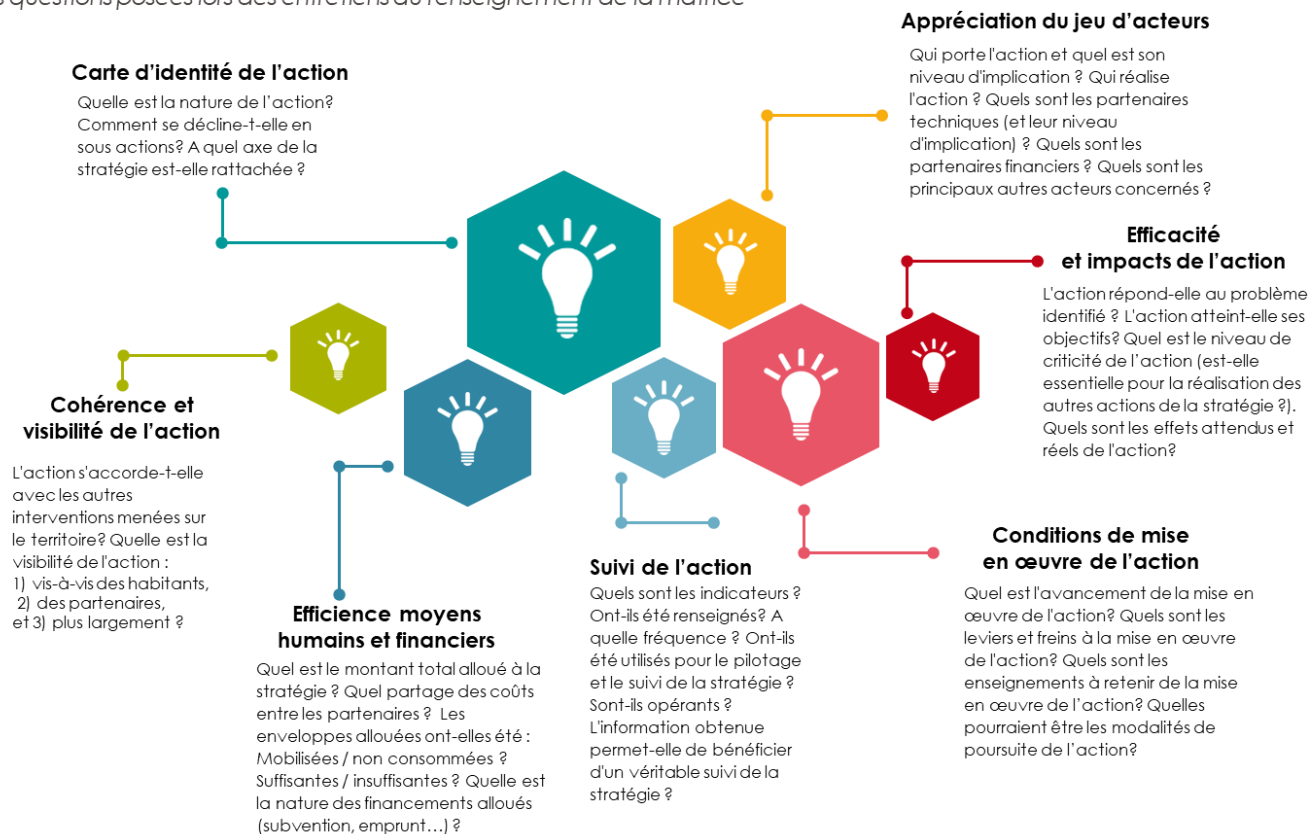 s questions posées lors des entretiens au renseignement de la matrice
Appréciation du jeu d'acteurs
Qui porte l'action et quel est son
niveau d'implication ? Qui réalise
l'action ? Quels sont les partenaires
techniques (et leur niveau
d'implication) ? Quels sont les
partenaires financiers ? Quels sont les
principaux autres acteurs concernés ?
Carte d'identité de l'action
Quelle est la nature de l'action?
Comment se décline-t-elle en
sous actions? A quel axe de la
stratégie est-elle rattachée ?
Efficacité
et impacts de l'action
L'action répond-elle au problème
identifié ? L'action atteint-elle ses
objectifs? Quel est le niveau de
criticité de l'action (est-elle
essentielle pour la réalisation des
autres actions de la stratégie ?).
Quels sont les effets attendus et
réels de l'action?
Cohérence et
visibilité de l'action
L'action s'accorde-t-elle
avec les autres
interventions menées sur
le territoire? Quelle est la
visibilité de l'action :
1) vis-à-vis des habitants,
2) des partenaires,
et 3) plus largement ?
Efficience moyens
humains et financiers
Quel est le montant total alloué à la
stratégie ? Quel partage des coûts
entre les partenaires ? Les
enveloppes allouées ont-elles été :
Mobilisées / non consommées ?
Suffisantes / insuffisantes ? Quelle est
la nature des financements alloués
(subvention, emprunt...) ?
Suivi de l'action
Quels sont les indicateurs ?
Ont-ils été renseignés? A
quelle fréquence ? Ont-ils
été utilisés pour le pilotage
et le suivi de la stratégie ?
Sont-ils opérants ?
L'information obtenue
permet-elle de bénéficier
d'un véritable suivi de la
stratégie ?
Conditions de mise
en œuvre de l'action
Quel est l'avancement de la mise en
œuvre de l'action? Quels sont les
leviers et freins à la mise en œuvre
de l'action? Quels sont les
enseignements à retenir de la mise
en œuvre de l'action? Quelles
pourraient être les modalités de
poursuite de l'action?